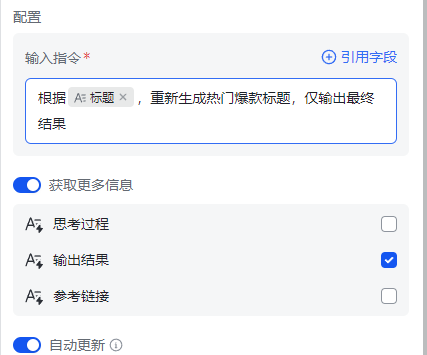 配置
输入指令* 引用字段
根据 标题 × ，重新生成热门爆款标题，仅输出最终
结果
获取更多信息
思考过程
输出结果
参考链接
自动更新